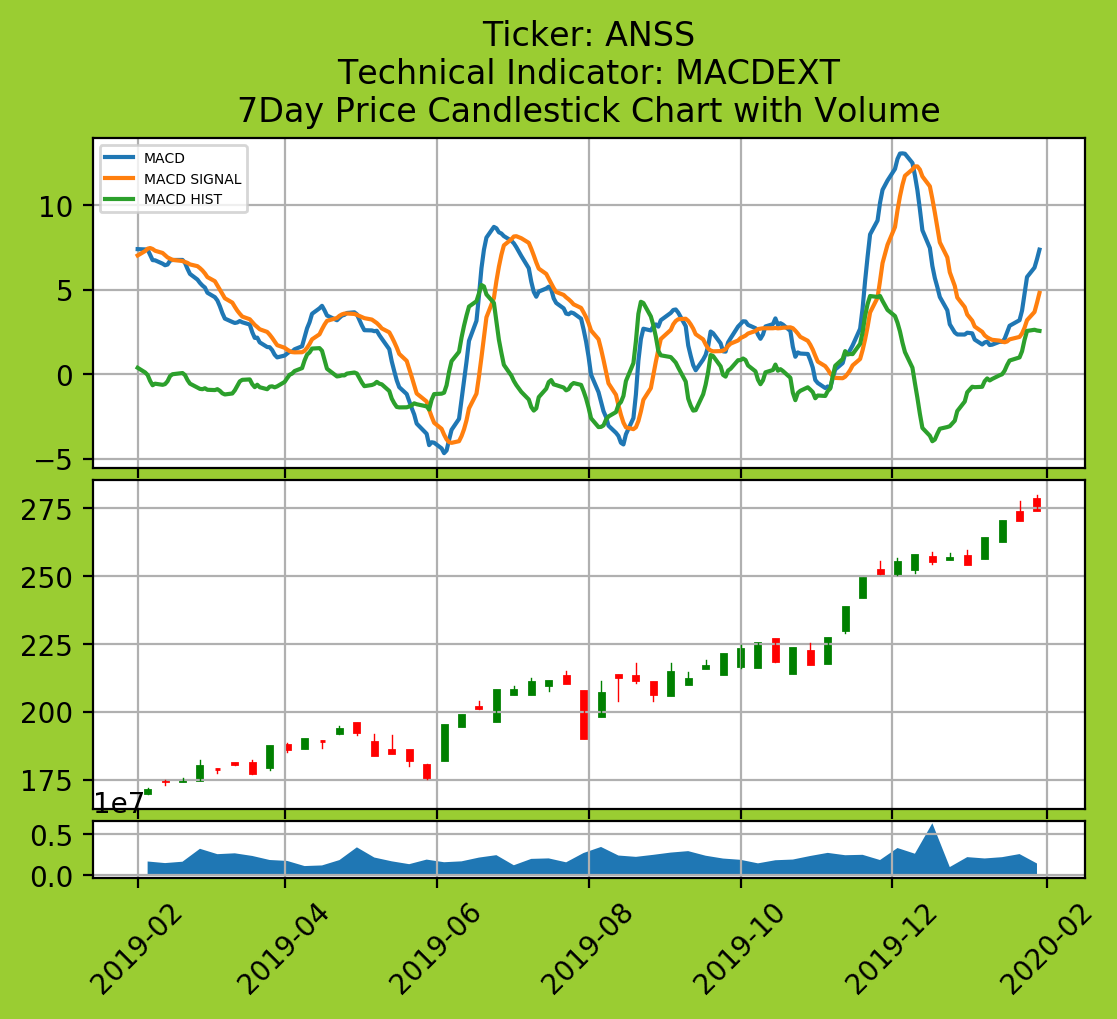 Ticker: ANSS
Technical Indicator: MACDEXT
7Day Price Candlestick Chart with Volume
MACD
MACD SIGNAL
MACD HIST
10
5
0
−5
275
250
225
200
175
1e7
0.5
0.0
2019-02
2019-04
2019-06
2019-08
2019-10
2019-12
2020-02